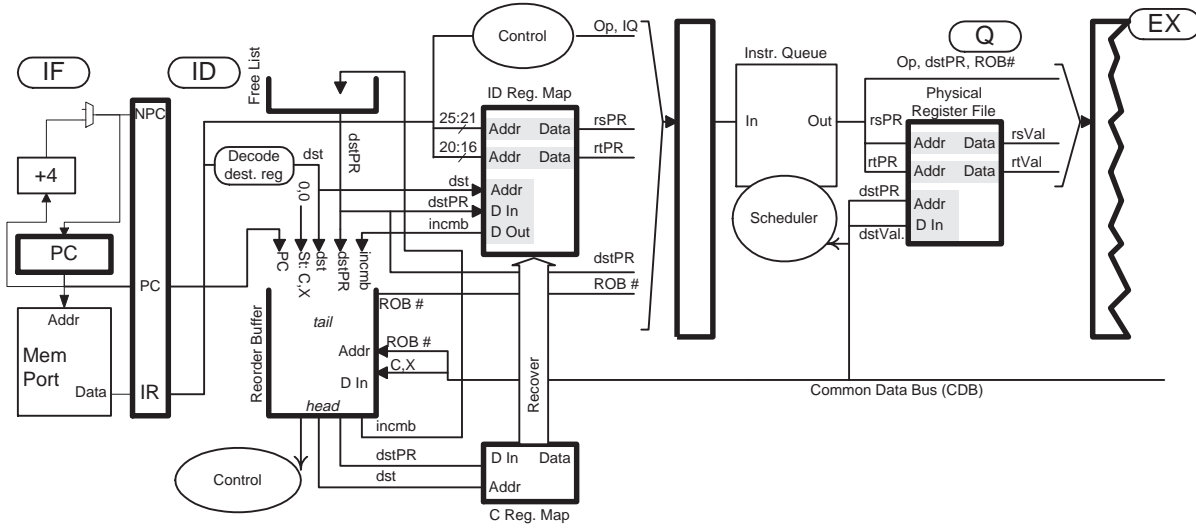 IF
ID
Q
EX
Free List
Control
Op, IQ
Instr. Queue
Op, dstPR, ROB#
NPC
+4
PC
PC
Addr
Mem
Port
Data
IR
Decode
dest. reg
dst
dstPR
25:21
20:16
ID Reg. Map
Addr
Data
Addr
Data
Addr
D In
D Out
rsPR
rtPR
dst
dstPR
incmb
In
Out
Scheduler
Physical
Register File
rsPR
rtPR
dstPR
dstVal.
Addr
Data
Addr
Data
Addr
D In
rsVal
rtVal
0,0
PC
St: C,X
dst
dstPR
incmb
dstPR
ROB #
ROB #
Reorder Buffer
tail
Addr
ROB #
C,X
D In
head
Recover
Common Data Bus (CDB)
incmb
Control
dstPR
dst
D In
Data
Addr
C Reg. Map